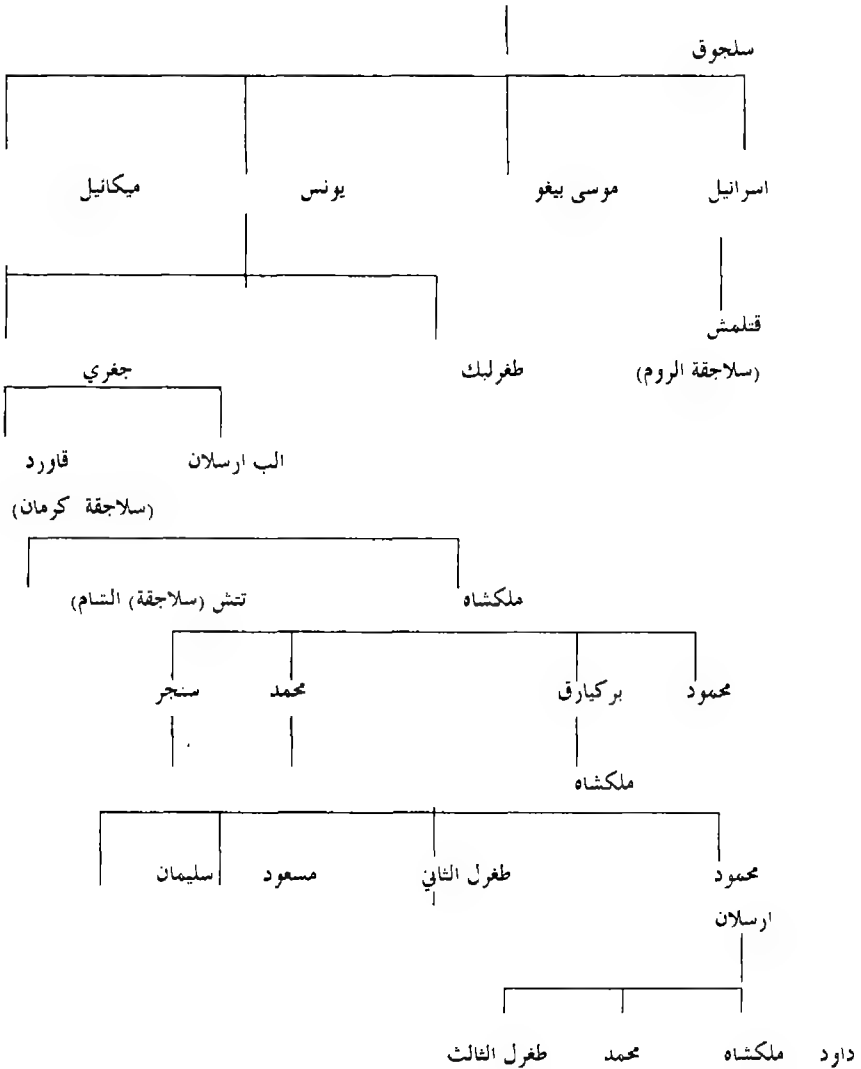 سلجوق
اسرائيل موسى بيغو يونس ميكائيل
قتلمش
(سلاجقة الروم) طغرلبك جغري
الب ارسلان قاورد
(سلاجقة كرمان)
ملكشاه تتش (سلاجقة) الشام)
محمود بركيارق محمد سنجر
ملكشاه
محمود طغرل الثاني مسعود سليمان
ارسلان
داود ملكشاه محمد طغرل الثالث